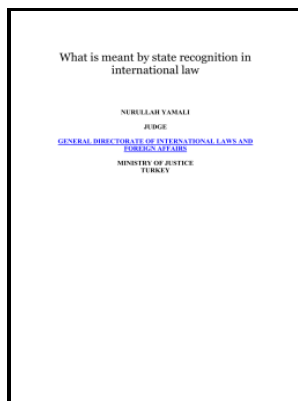 What is meant by state recognition in
international law
NURULLAH YAMALI
JUDGE
GENERAL DIRECTORATE OF INTERNATIONAL LAWS AND
FOREIGN AFFAIRS
MINISTRY OF JUSTICE
TURKEY